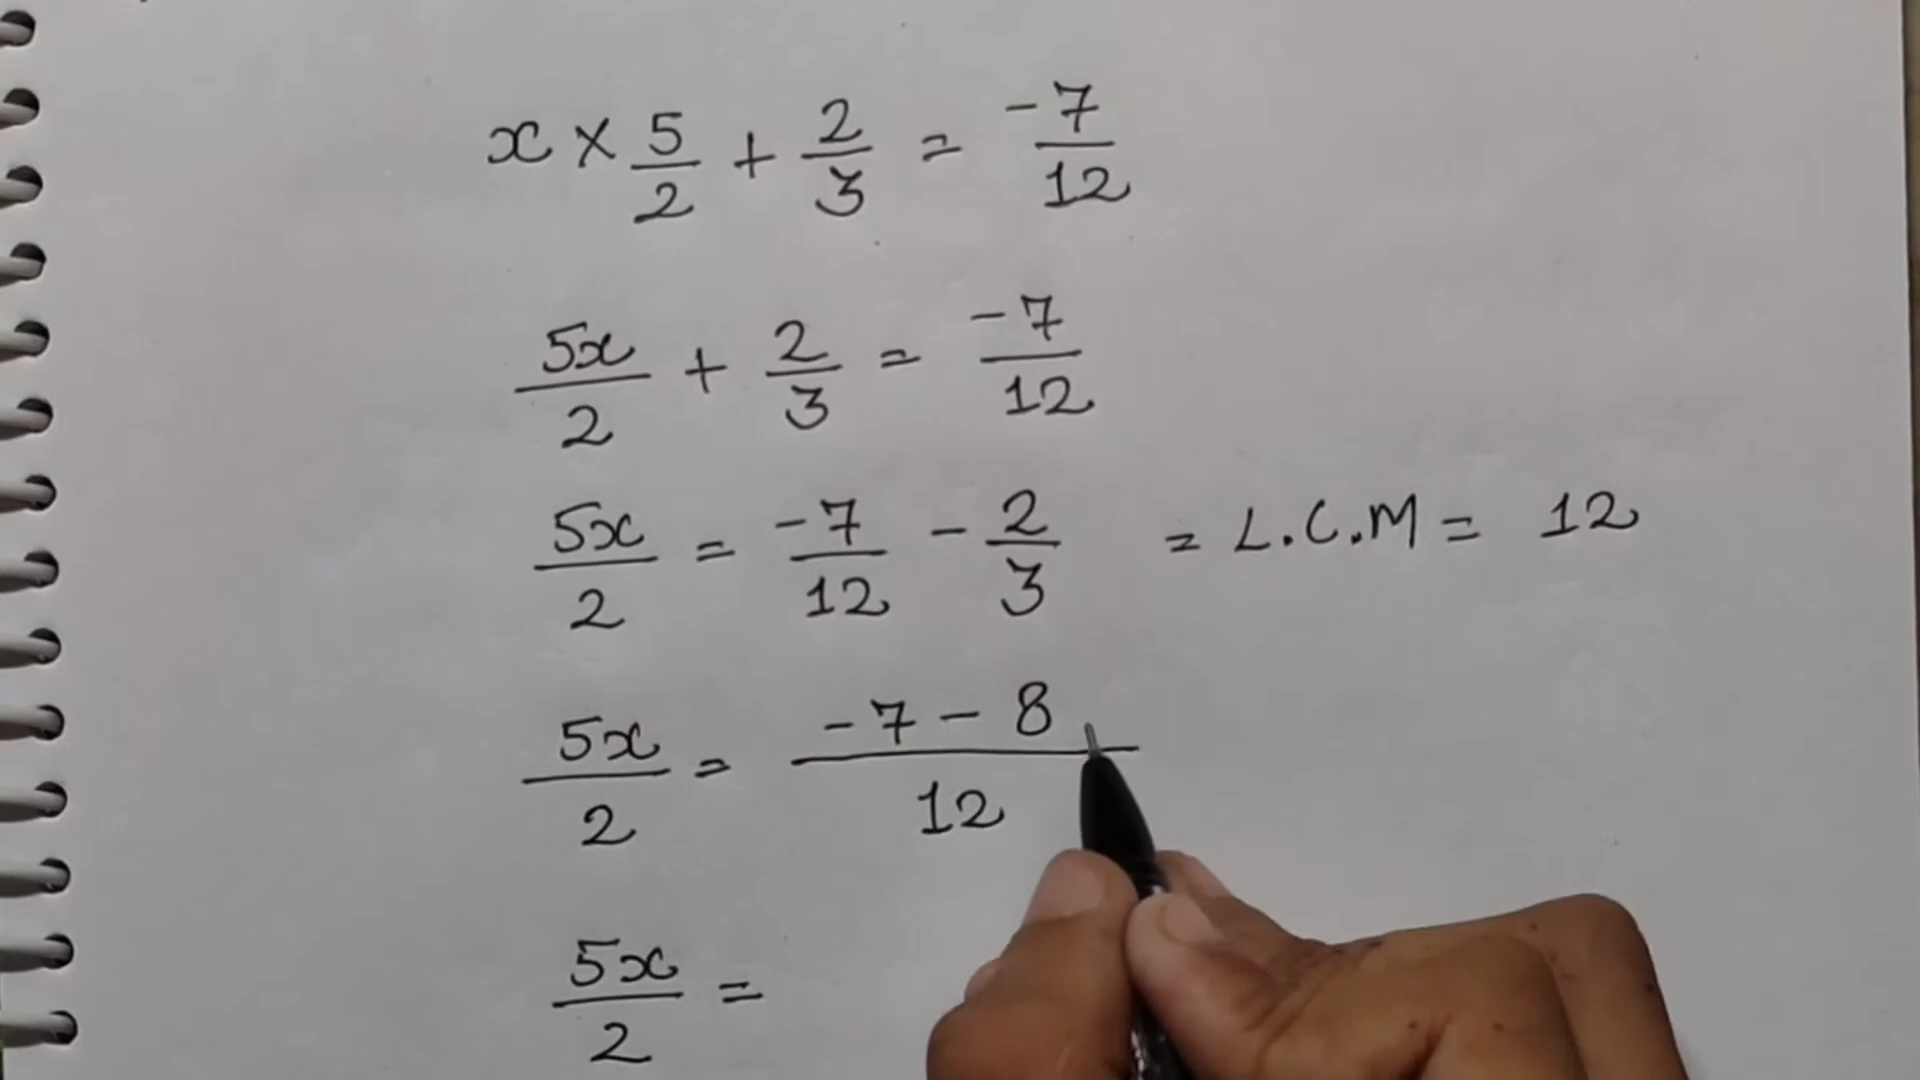 x × 5/2 + 2/3 = -7/12
5x/2 + 2/3 = -7/12
5x/2 = -7/12 - 2/3 = L.C.M = 12
5x/2 = -7 - 8/12
5x/2 =